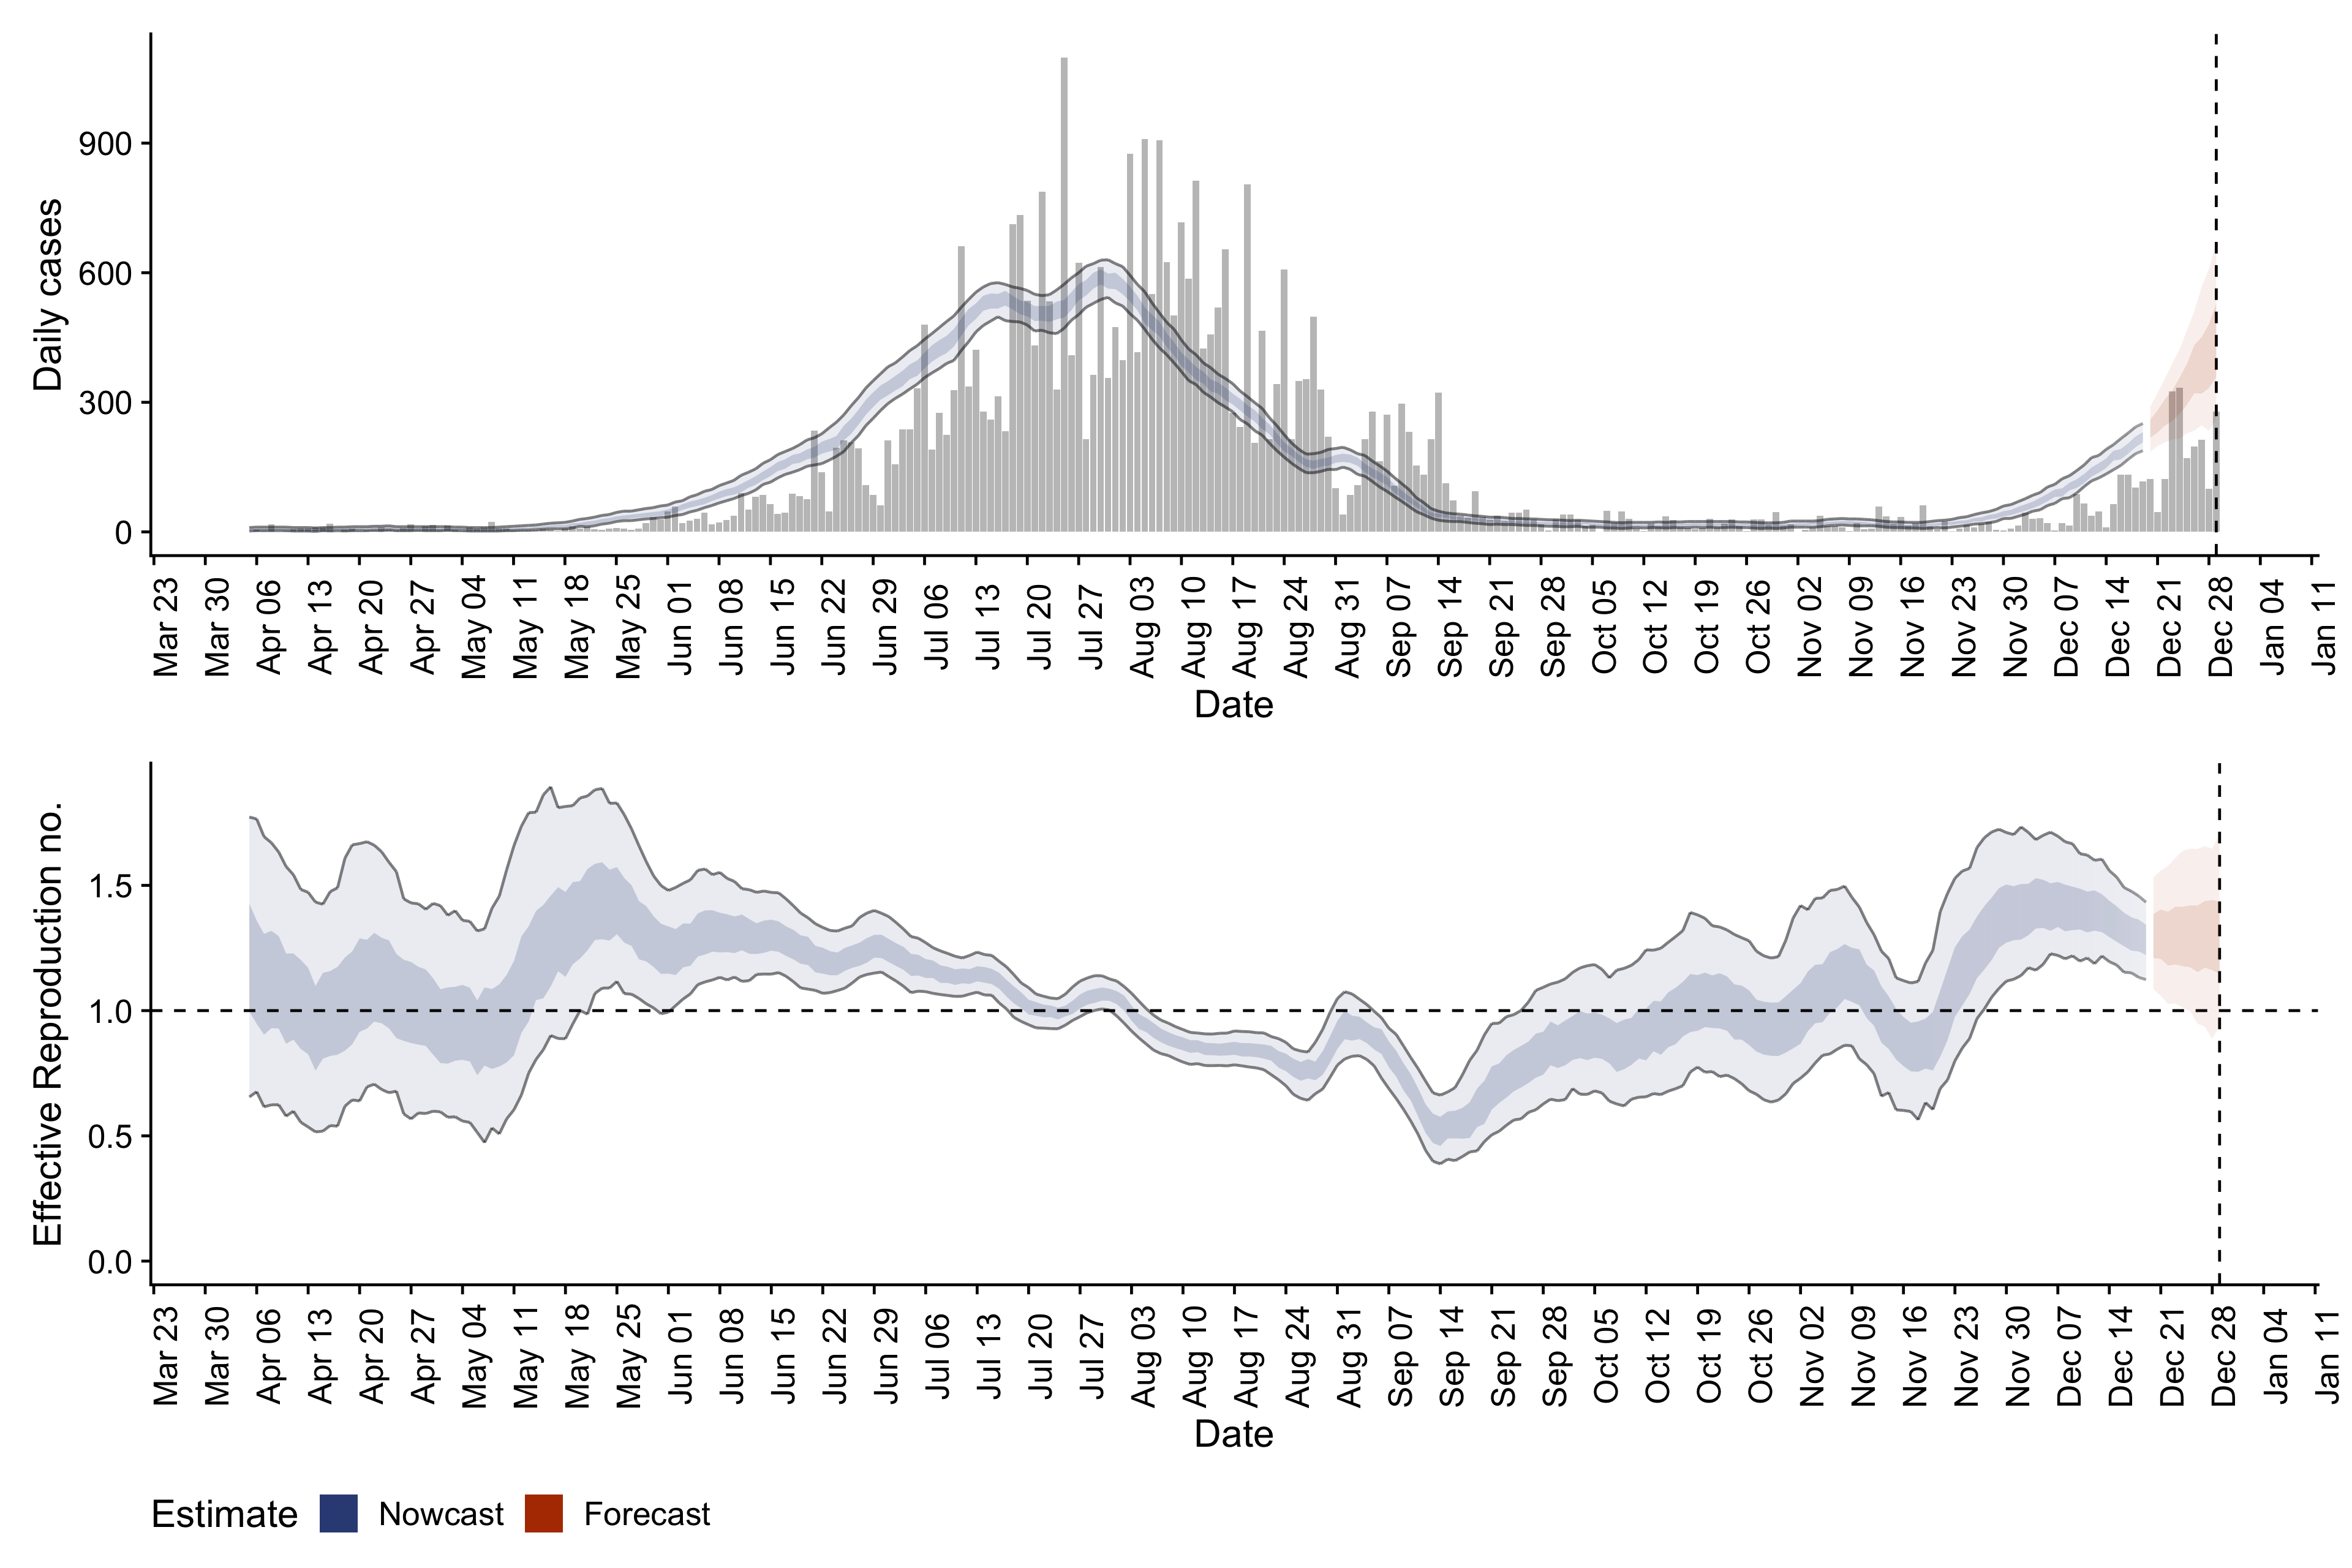 Daily cases
900
600
300
0
Mar 23 Mar 30 Apr 06 Apr 13 Apr 20 Apr 27 May 04 May 11 May 18 May 25 Jun 01 Jun 08 Jun 15 Jun 22 Jun 29 Jul 06 Jul 13 Jul 20 Jul 27 Aug 03 Aug 10 Aug 17 Aug 24 Aug 31 Sep 07 Sep 14 Sep 21 Sep 28 Oct 05 Oct 12 Oct 19 Oct 26 Nov 02 Nov 09 Nov 16 Nov 23 Nov 30 Dec 07 Dec 14 Dec 21 Dec 28 Jan 04 Jan 11
Date
Effective Reproduction no.
1.5
1.0
0.5
0.0
Mar 23 Mar 30 Apr 06 Apr 13 Apr 20 Apr 27 May 04 May 11 May 18 May 25 Jun 01 Jun 08 Jun 15 Jun 22 Jun 29 Jul 06 Jul 13 Jul 20 Jul 27 Aug 03 Aug 10 Aug 17 Aug 24 Aug 31 Sep 07 Sep 14 Sep 21 Sep 28 Oct 05 Oct 12 Oct 19 Oct 26 Nov 02 Nov 09 Nov 16 Nov 23 Nov 30 Dec 07 Dec 14 Dec 21 Dec 28 Jan 04 Jan 11
Date
Estimate Nowcast Forecast